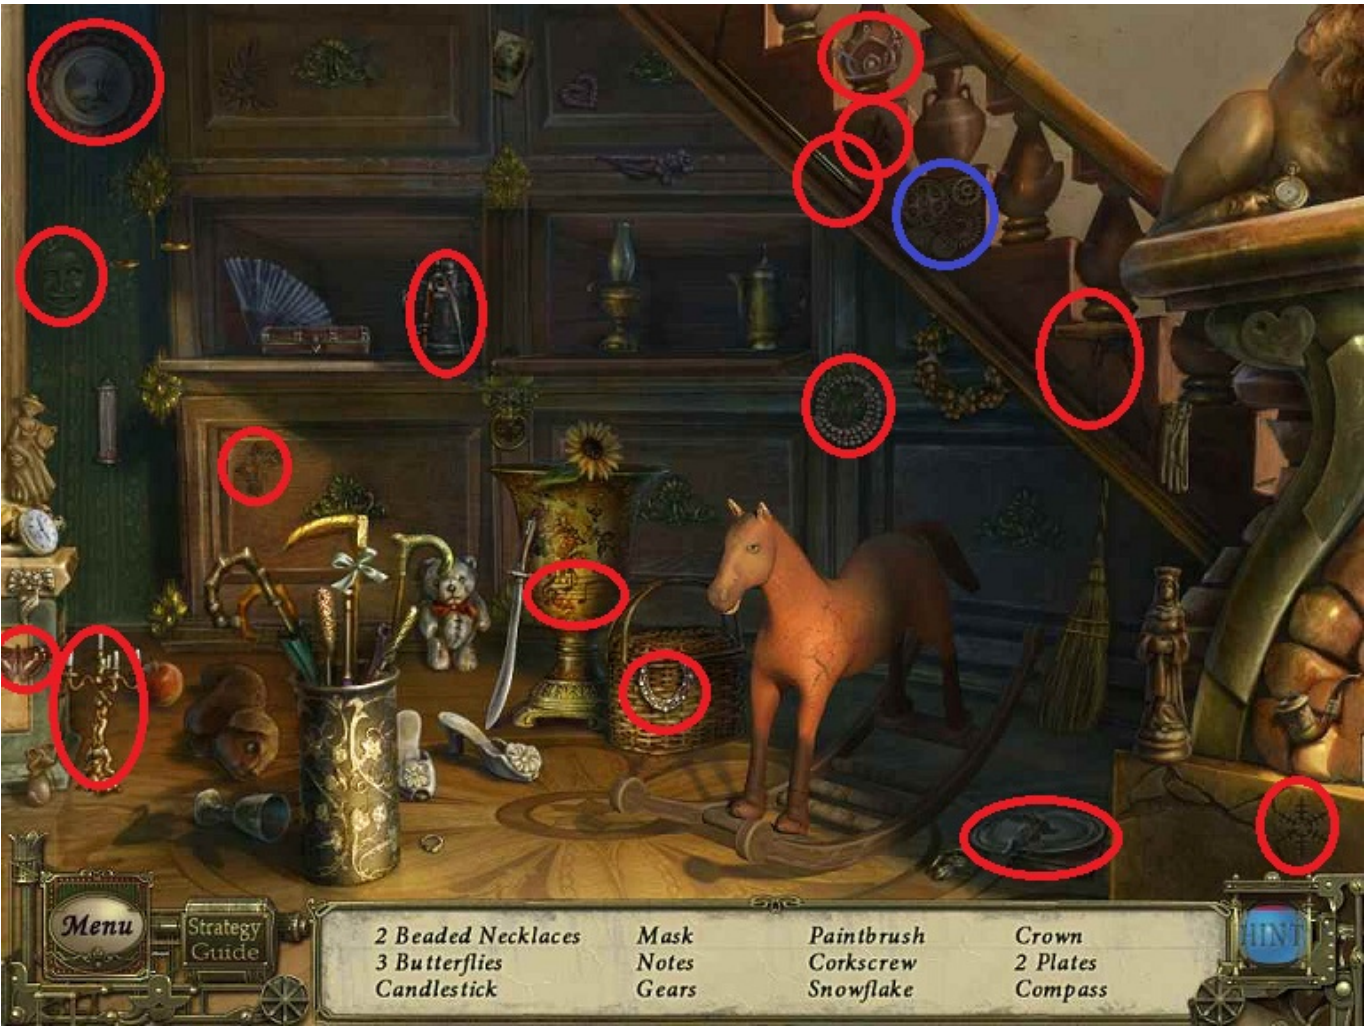 Menu
Strategy
Guide
2 Beaded Necklaces Mask Paintbrush Crown
3 Butterflies Notes Corkscrew 2 Plates
Candlestick Gears Snowflake Compass
HINT